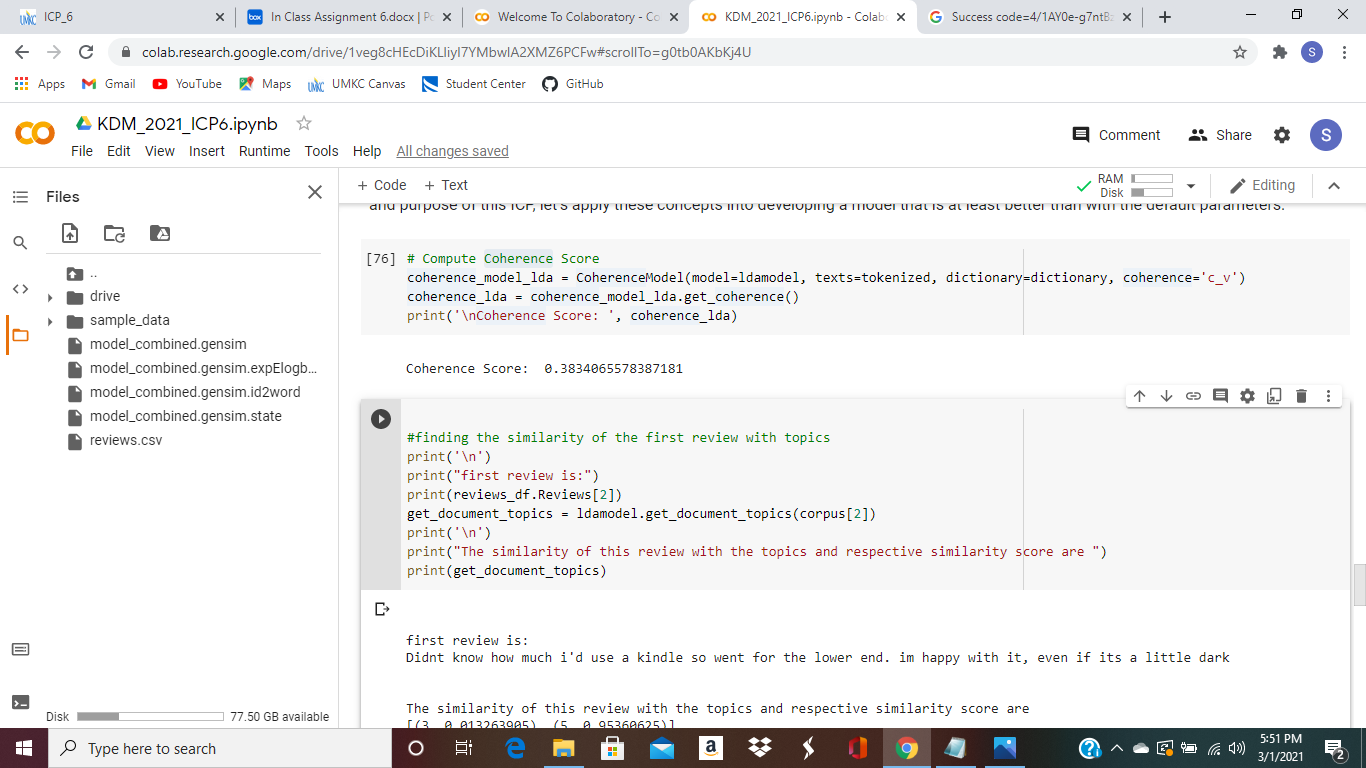 ICP_6
In Class Assignment 6.docx | Po
Welcome To Colaboratory - Co
KDM_2021_ICP6.ipynb - Colab
Success code=4/1AY0e-g7ntB
colab.research.google.com/drive/1veg8cHEcDiKLliyI7YMbwlA2XMZ6PCFw#scrollTo=g0tb0AKbKj4U
S
Apps
Gmail
YouTube
Maps
UMKC Canvas
Student Center
GitHub
KDM_2021_ICP6.ipynb
Comment
Share
S
File Edit View Insert Runtime Tools Help All changes saved
Files
+ Code + Text
RAM
Disk
Editing
and purpose of this ICP, let's apply these concepts into developing a model that is at least better than with the default parameters.
..
drive
sample_data
model_combined.gensim
model_combined.gensim.expElogb...
model_combined.gensim.id2word
model_combined.gensim.state
reviews.csv
Disk
77.50 GB available
[76] # Compute Coherence Score
coherence_model_lda = CoherenceModel(model=ldamodel, texts=tokenized, dictionary=dictionary, coherence='c_v')
coherence_lda = coherence_model_lda.get_coherence()
print('\nCoherence Score: ', coherence_lda)
Coherence Score:  0.3834065578387181
#finding the similarity of the first review with topics
print('\n')
print("first review is:")
print(reviews_df.Reviews[2])
get_document_topics = ldamodel.get_document_topics(corpus[2])
print('\n')
print("The similarity of this review with the topics and respective similarity score are ")
print(get_document_topics)
first review is:
Didnt know how much i'd use a kindle so went for the lower end. im happy with it, even if its a little dark
The similarity of this review with the topics and respective similarity score are
[(3, 0.013263905), (5, 0.95360625)]
Type here to search
5:51 PM
3/1/2021
2